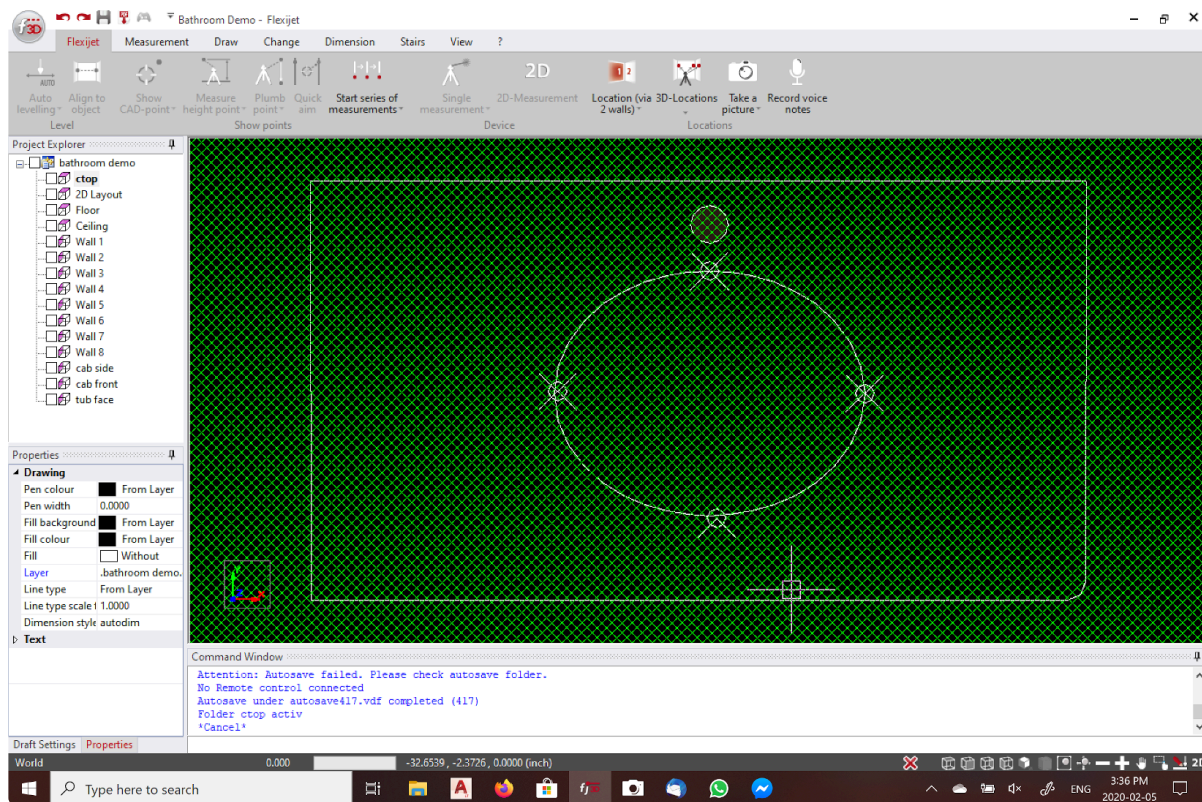 f3D Bathroom Demo - Flexijet
Flexijet Measurement Draw Change Dimension Stairs View ?
AUTO
Auto levelling
Align to object
Show CAD-point
Measure height point
Plumb point
Quick aim
Start series of measurements
Single measurement
2D
2D-Measurement
1 2
Location (via 2 walls)
3D-Locations
Take a picture
Record voice notes
Level Show points Device Locations
Project Explorer
bathroom demo
ctop
2D Layout
Floor
Ceiling
Wall 1
Wall 2
Wall 3
Wall 4
Wall 5
Wall 6
Wall 7
Wall 8
cab side
cab front
tub face
Properties
Drawing
Pen colour From Layer
Pen width 0.0000
Fill background From Layer
Fill colour From Layer
Fill Without
Layer .bathroom demo.
Line type From Layer
Line type scale f 1.0000
Dimension style autodim
Text
Command Window
Attention: Autosave failed. Please check autosave folder.
No Remote control connected
Autosave under autosave417.vdf completed (417)
Folder ctop activ
*Cancel*
Draft Settings Properties
World 0.000 -32.6539 , -2.3726 , 0.0000 (inch) 2D
Type here to search
ENG
3:36 PM
2020-02-05